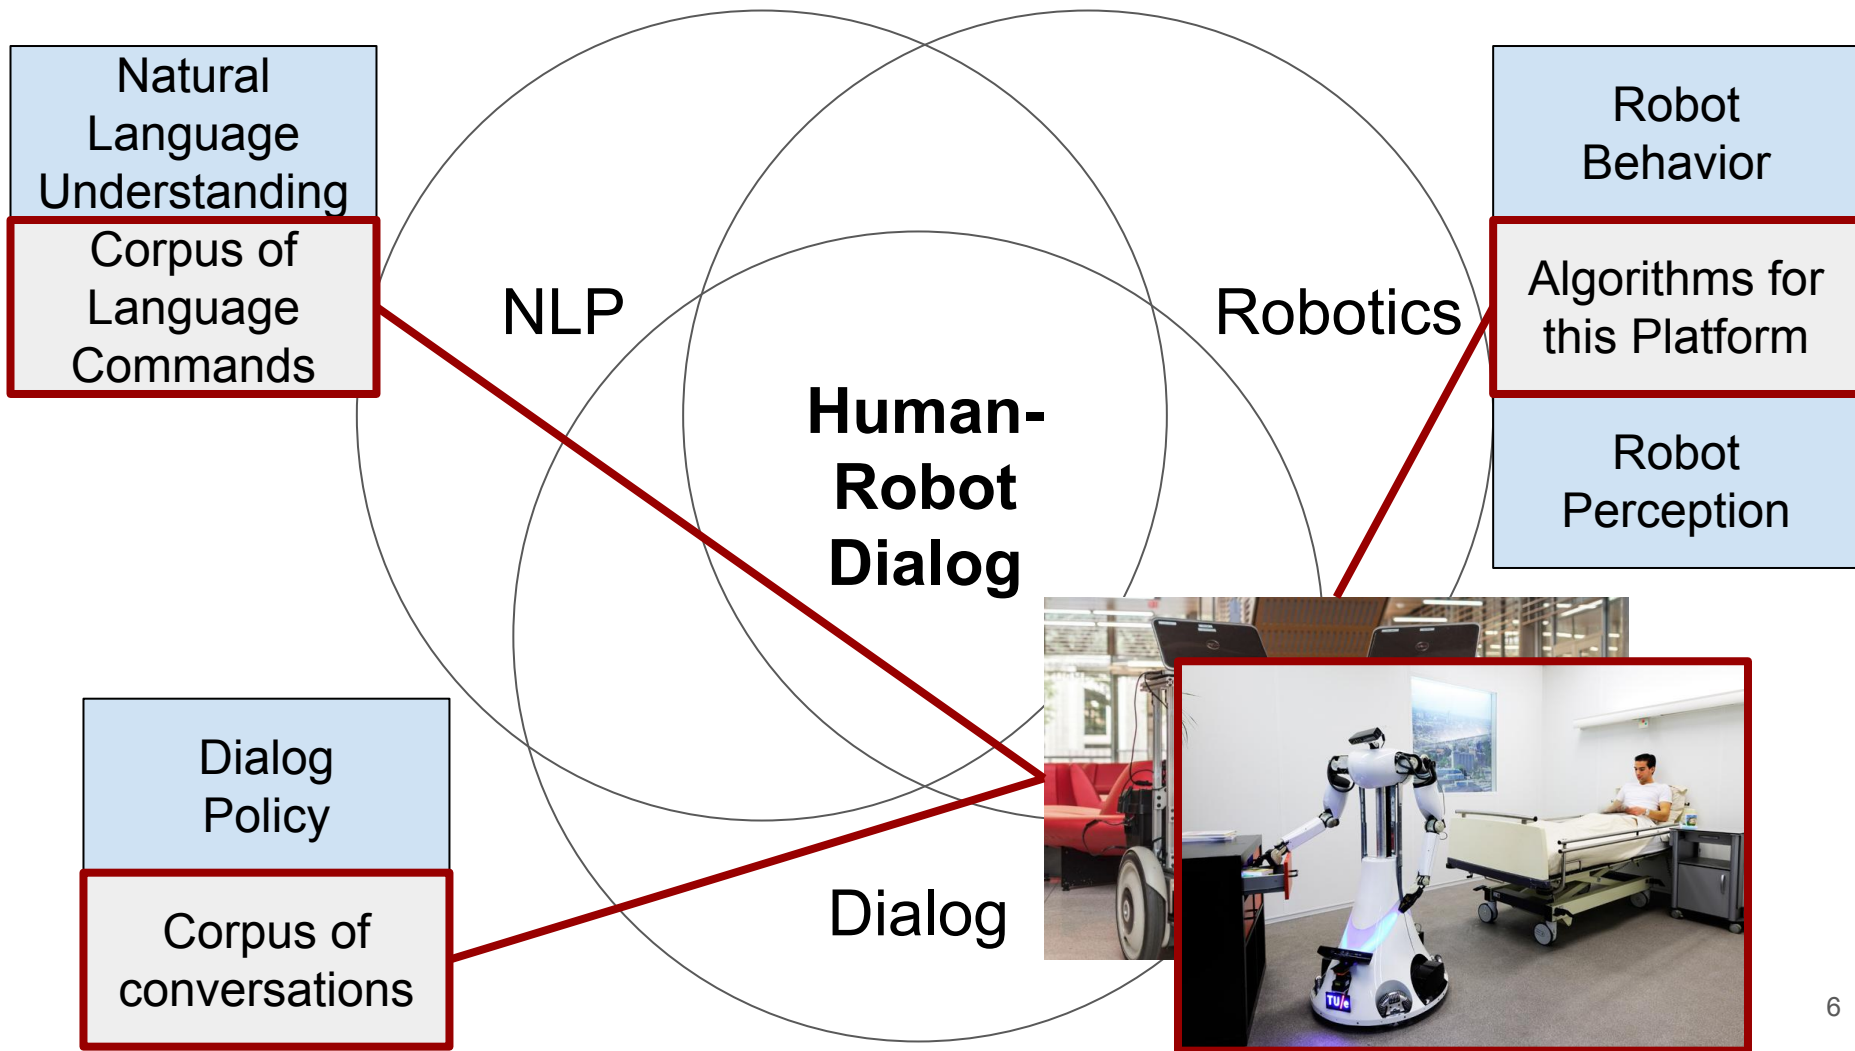 Natural
Language
Understanding
Corpus of
Language
Commands
NLP
Robotics
Robot
Behavior
Algorithms for
this Platform
Robot
Perception
Human-
Robot
Dialog
Dialog
Policy
Corpus of
conversations
Dialog
TU/e
6